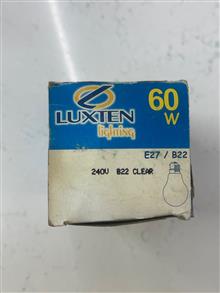 LUXTEN
lighting
60
W
E27 / B22
240V B22 CLEAR